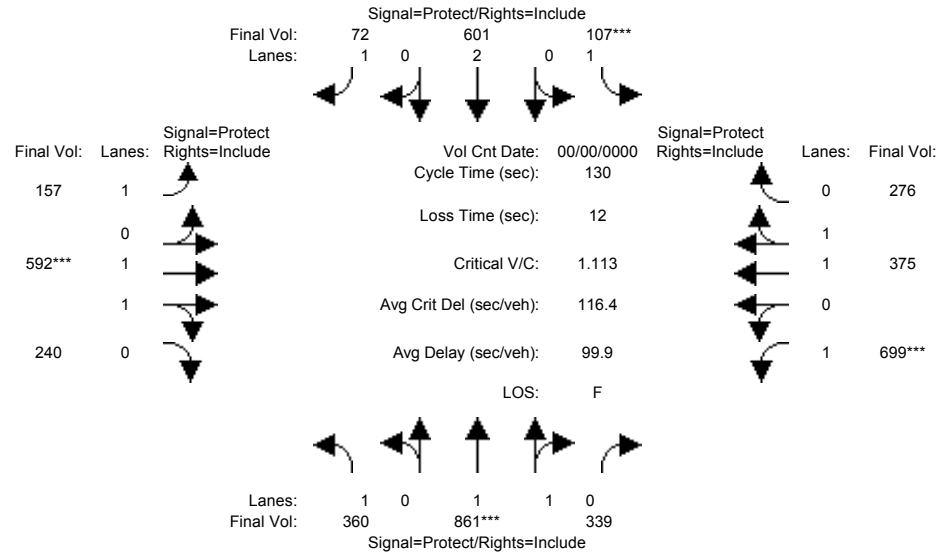 Signal=Protect/Rights=Include
Final Vol: 72 601 107***
Lanes: 1 0 2 0 1
Signal=Protect Signal=Protect
Final Vol: Lanes: Rights=Include Vol Cnt Date: 00/00/0000 Rights=Include Lanes: Final Vol:
Cycle Time (sec): 130
157 1 0 276
Loss Time (sec): 12
0 1
592*** 1 Critical V/C: 1.113 1 375
1 Avg Crit Del (sec/veh): 116.4 0
240 0 Avg Delay (sec/veh): 99.9 1 699***
LOS: F
Lanes: 1 0 1 1 0
Final Vol: 360 861*** 339
Signal=Protect/Rights=Include